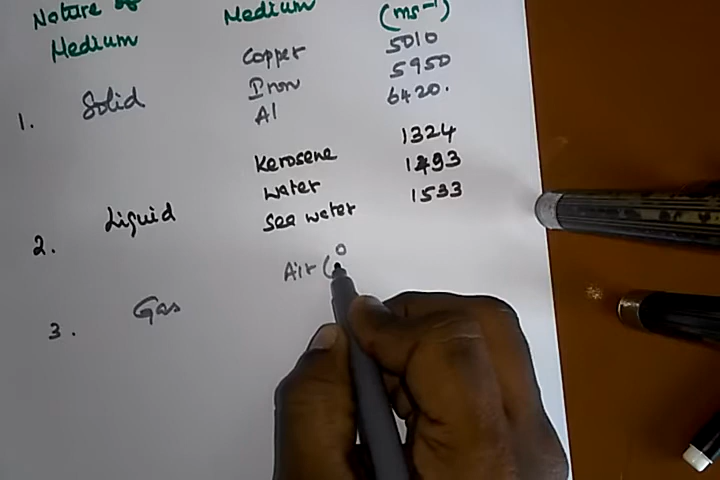 Nature of Medium (ms⁻¹)
Medium
Copper 5010
Iron 5950
1. Solid Al 6420.
Kerosene 1324
Water 1493
2. Liquid Sea water 1533
Air (0
3. Gas